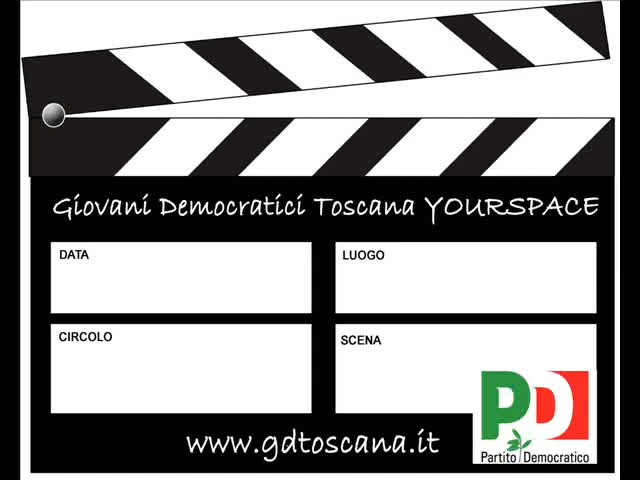 Giovani Democratici Toscana YOURSPACE
DATA
LUOGO
CIRCOLO
SCENA
www.gdtoscana.it
PD
Partito Democratico